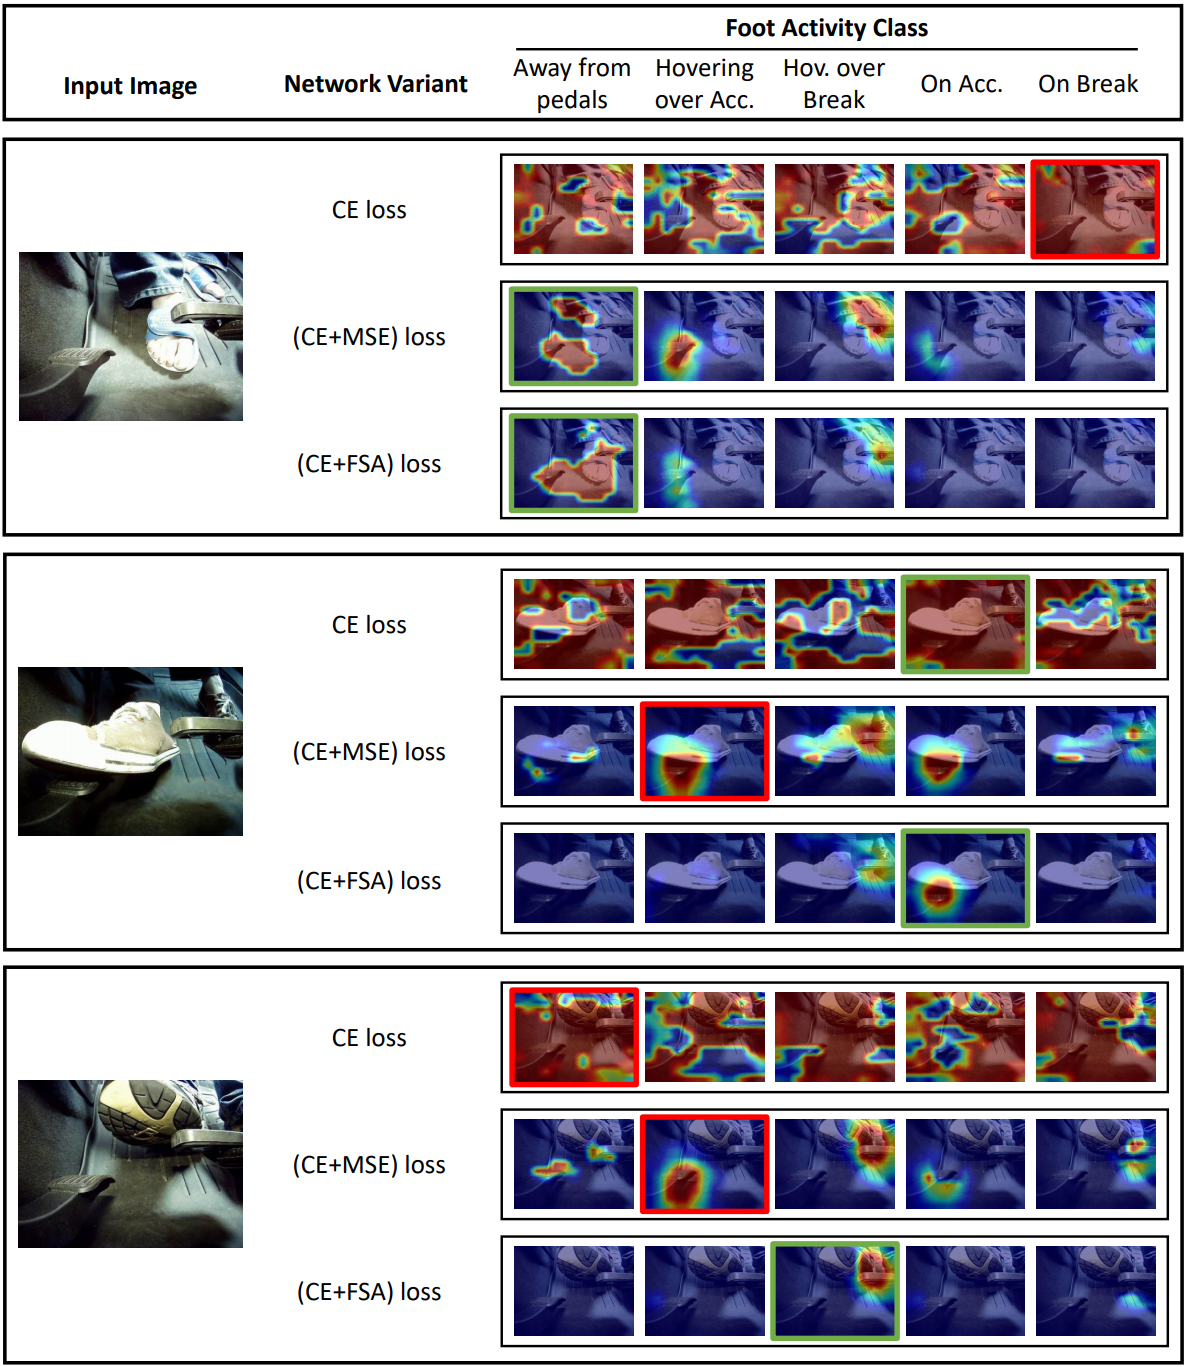 Foot Activity Class
Input Image
Network Variant
Away from
pedals
Hovering
over Acc.
Hov. over
Break
On Acc.
On Break
CE loss
(CE+MSE) loss
(CE+FSA) loss
CE loss
(CE+MSE) loss
(CE+FSA) loss
CE loss
(CE+MSE) loss
(CE+FSA) loss